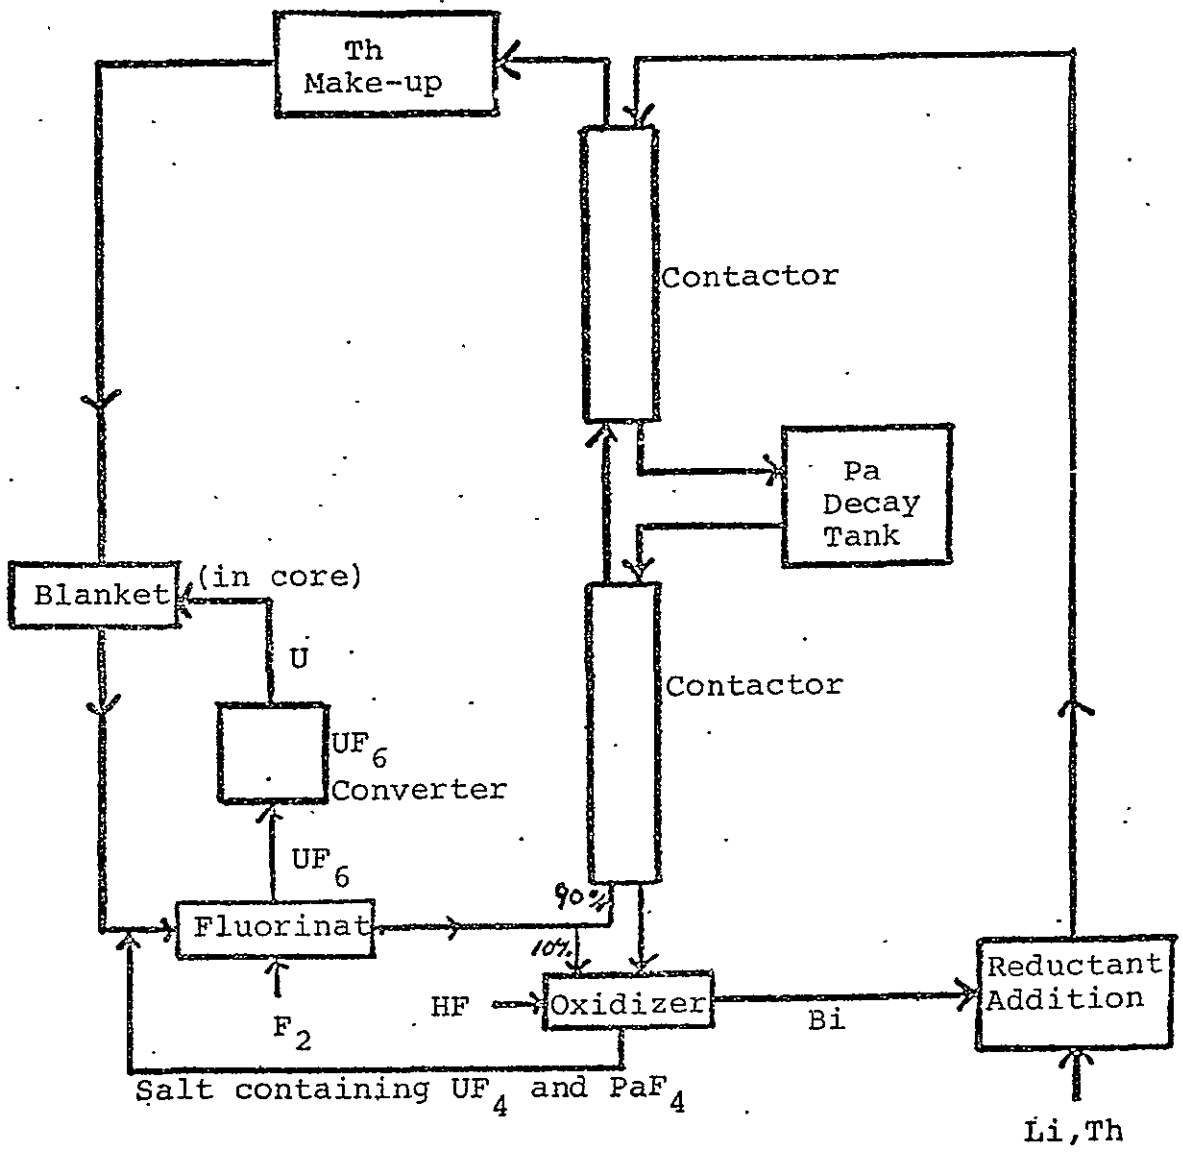 Th
Make-up
Contactor
Pa
Decay
Tank
(in core)
Blanket
U
Contactor
UF6
Converter
UF6
90%
Fluorinat
10%
Reductant
Addition
HF
Oxidizer
Bi
F2
Salt containing UF4 and PaF4
Li,Th